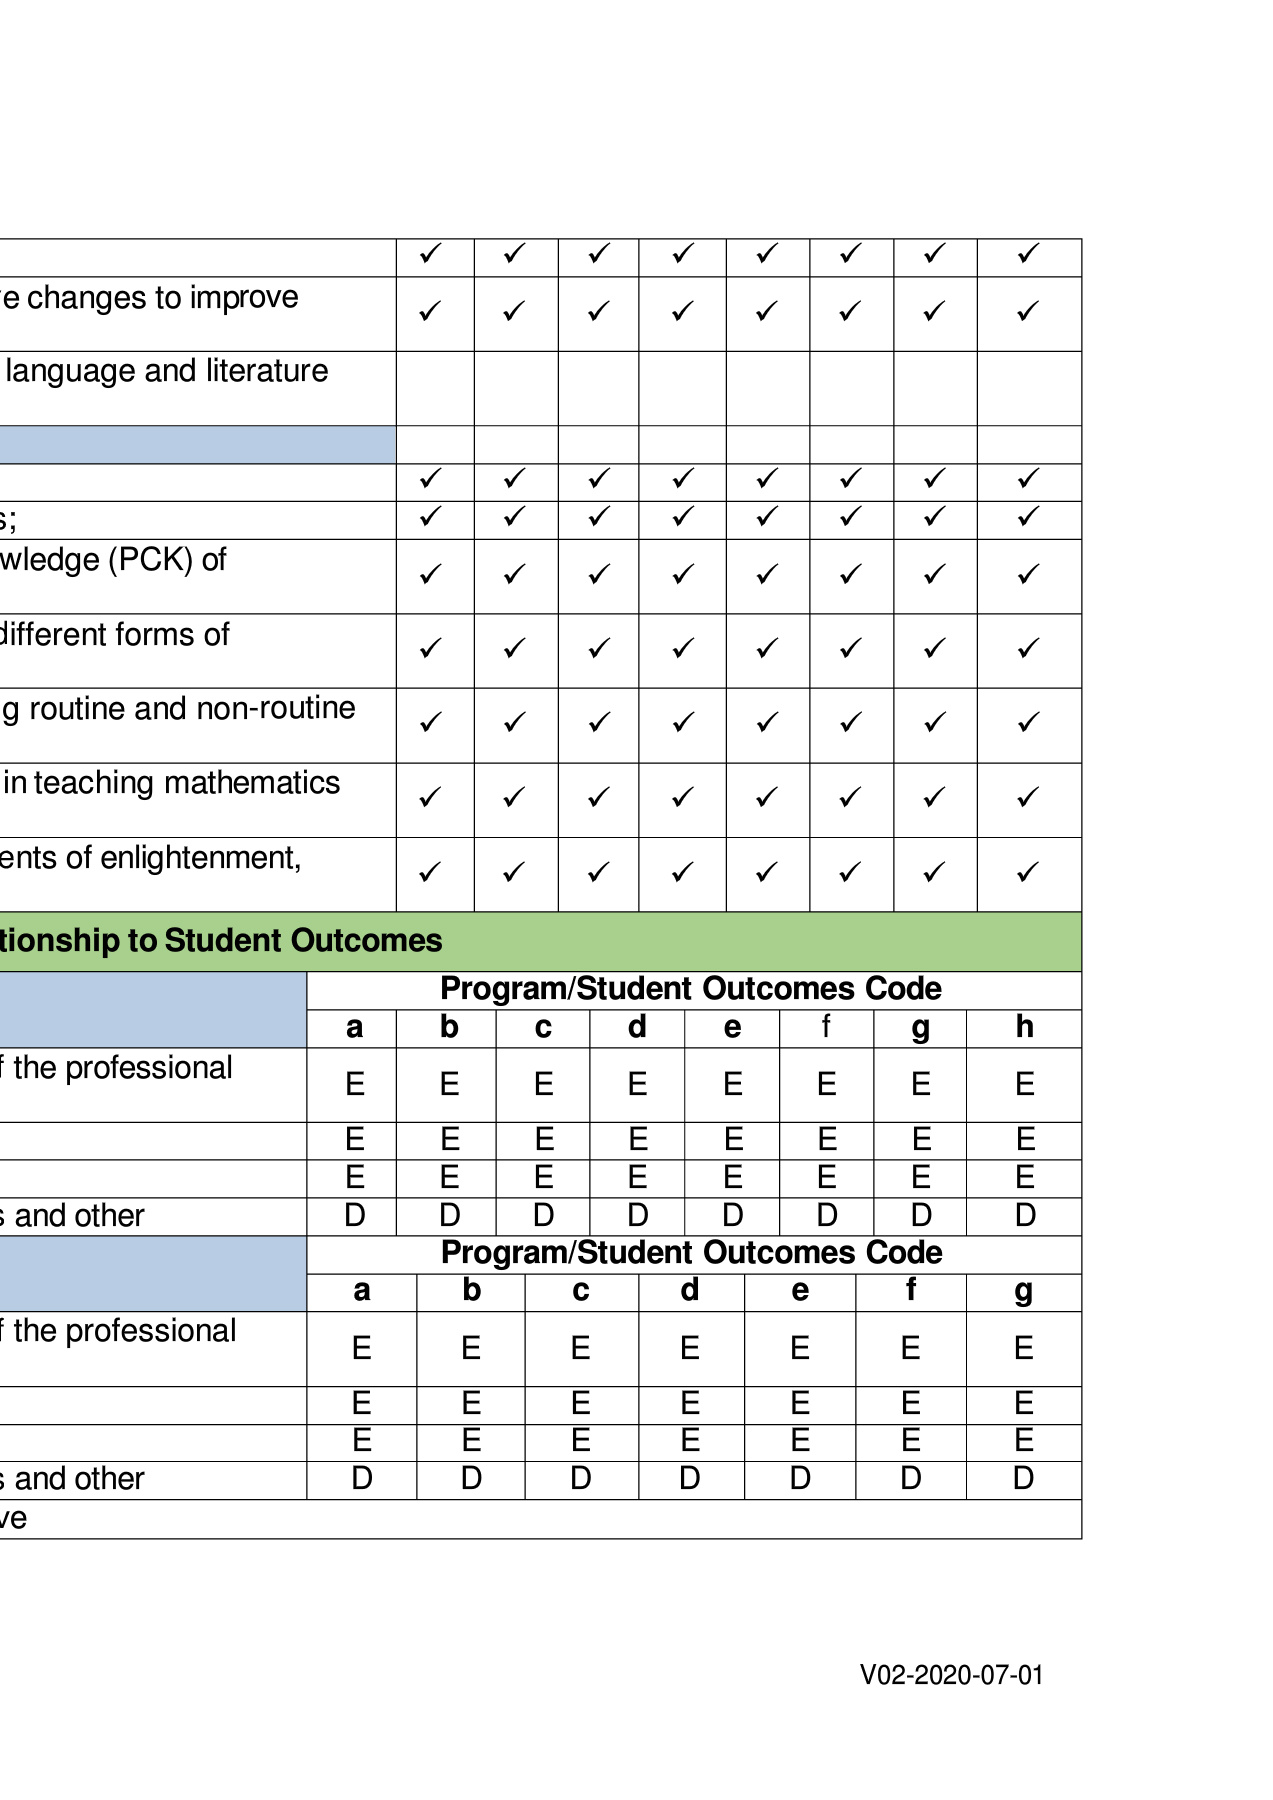 ✓ ✓ ✓ ✓ ✓ ✓ ✓ ✓
changes to improve
✓ ✓ ✓ ✓ ✓ ✓ ✓ ✓
language and literature
✓ ✓ ✓ ✓ ✓ ✓ ✓ ✓
s;
✓ ✓ ✓ ✓ ✓ ✓ ✓ ✓
wledge (PCK) of
✓ ✓ ✓ ✓ ✓ ✓ ✓ ✓
different forms of
✓ ✓ ✓ ✓ ✓ ✓ ✓ ✓
g routine and non-routine
✓ ✓ ✓ ✓ ✓ ✓ ✓ ✓
in teaching mathematics
✓ ✓ ✓ ✓ ✓ ✓ ✓ ✓
ents of enlightenment,
✓ ✓ ✓ ✓ ✓ ✓ ✓ ✓
tionship to Student Outcomes
Program/Student Outcomes Code
a b c d e f g h
f the professional
E E E E E E E E
E E E E E E E E
E E E E E E E E
s and other D D D D D D D D
Program/Student Outcomes Code
a b c d e f g
f the professional
E E E E E E E
E E E E E E E
E E E E E E E
s and other D D D D D D D
ve
V02-2020-07-01